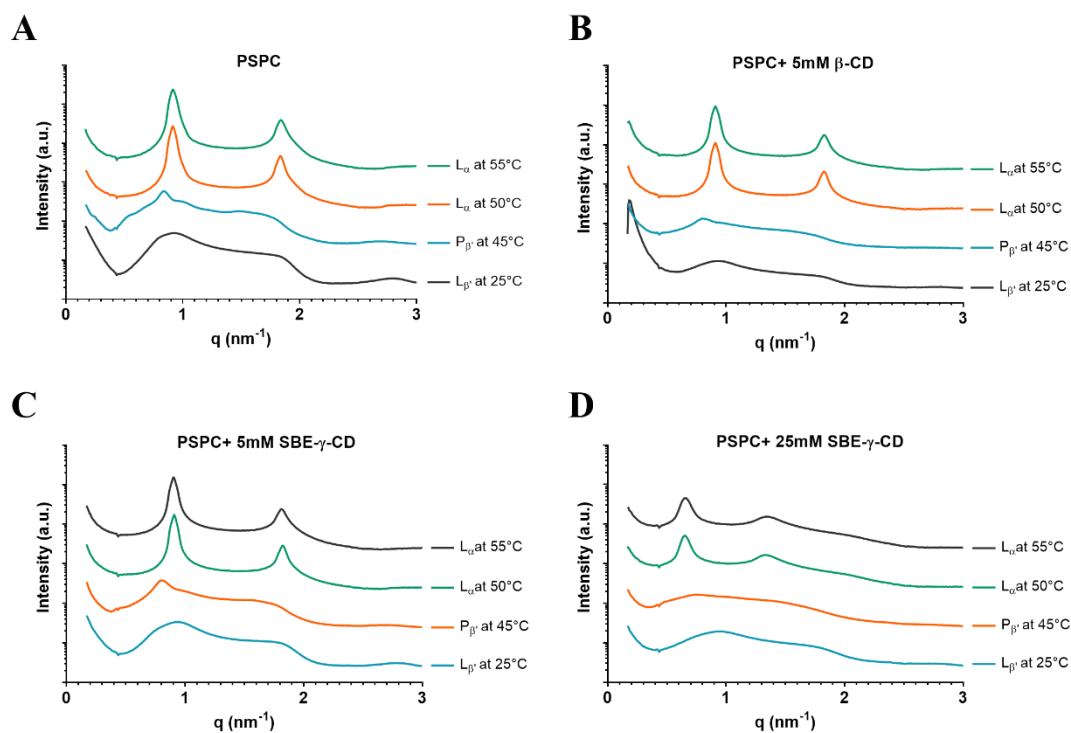 A
PSPC
Intensity (a.u.)
Lα at 55°C
Lα at 50°C
Pβ' at 45°C
Lβ' at 25°C
0 1 2 3
q (nm-1)
B
PSPC+ 5mM β-CD
Intensity (a.u.)
Lα at 55°C
Lα at 50°C
Pβ' at 45°C
Lβ' at 25°C
0 1 2 3
q (nm-1)
C
PSPC+ 5mM SBE-γ-CD
Intensity (a.u.)
Lα at 55°C
Lα at 50°C
Pβ' at 45°C
Lβ' at 25°C
0 1 2 3
q (nm-1)
D
PSPC+ 25mM SBE-γ-CD
Intensity (a.u.)
Lα at 55°C
Lα at 50°C
Pβ' at 45°C
Lβ' at 25°C
0 1 2 3
q (nm-1)